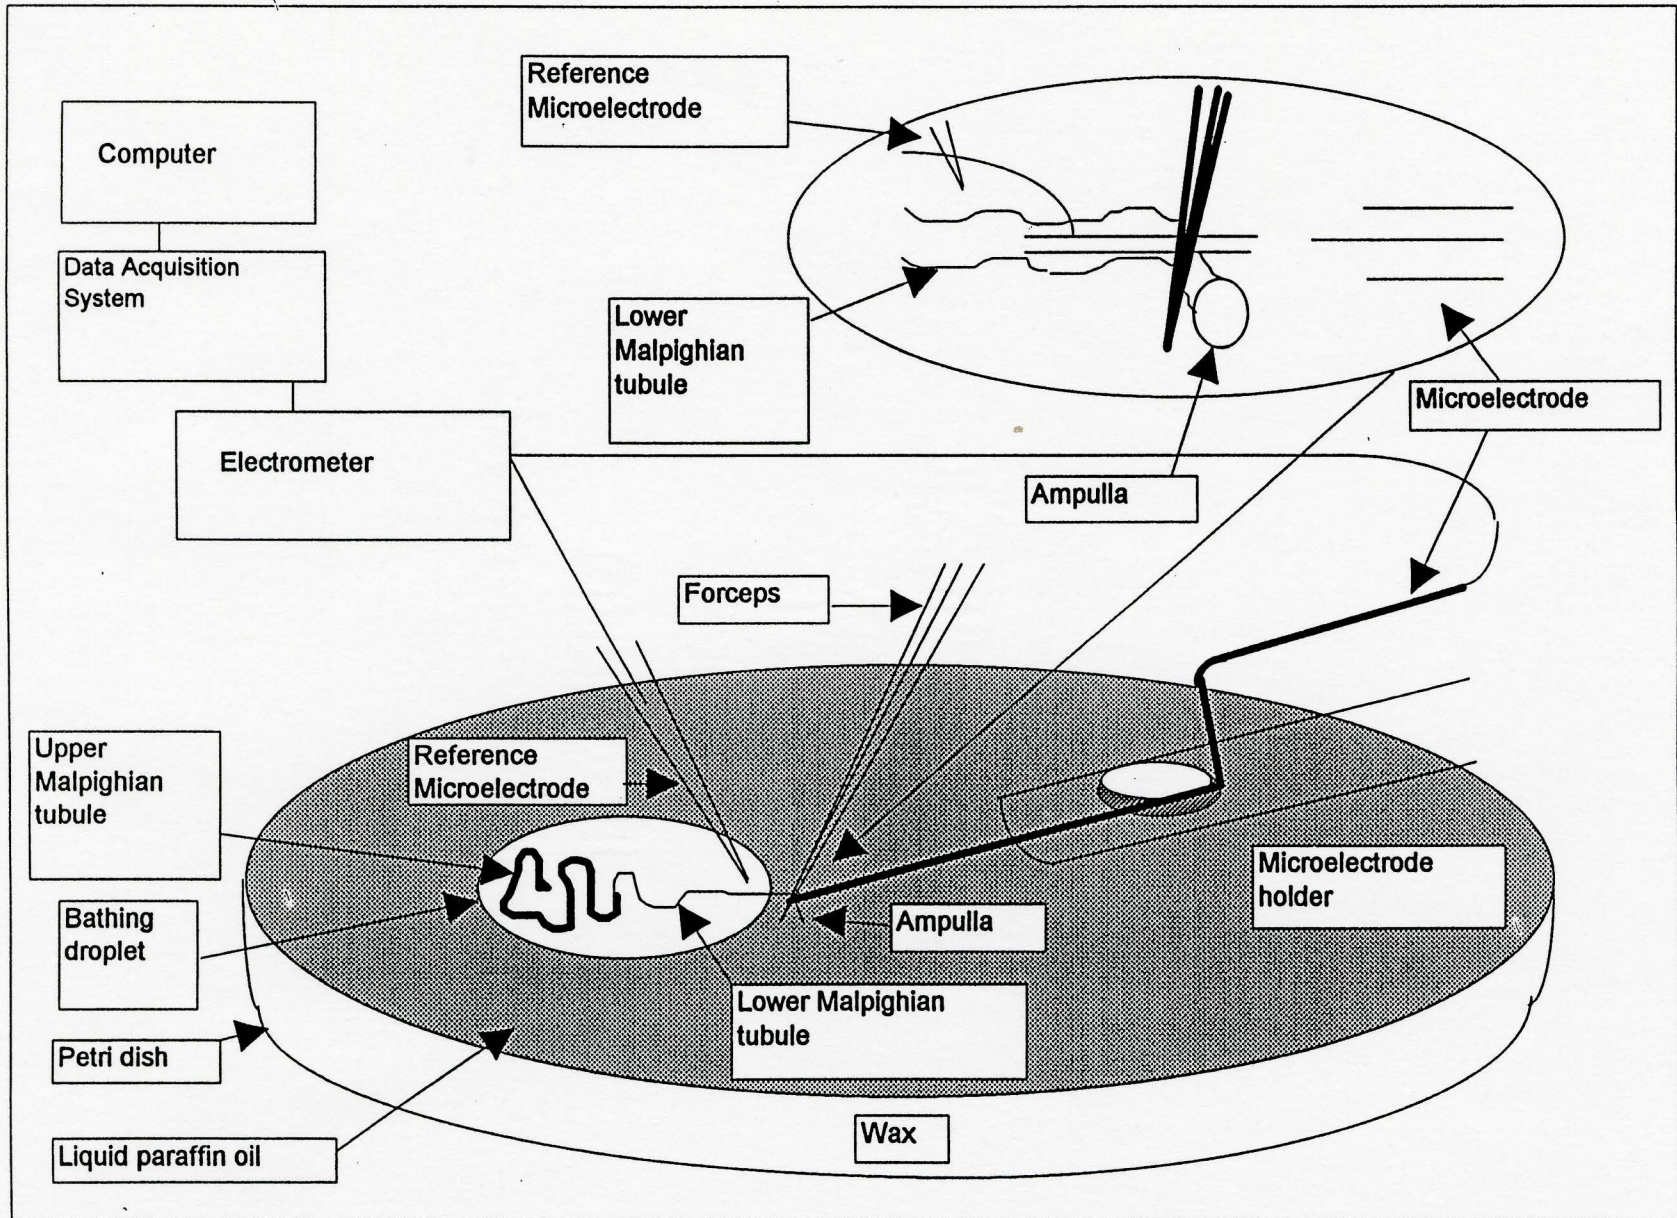 Reference
Microelectrode
Computer
Data Acquisition
System
Lower
Malpighian
tubule
Microelectrode
Electrometer
Ampulla
Forceps
Upper
Malpighian
tubule
Reference
Microelectrode
Microelectrode
holder
Bathing
droplet
Ampulla
Lower Malpighian
tubule
Petri dish
Wax
Liquid paraffin oil